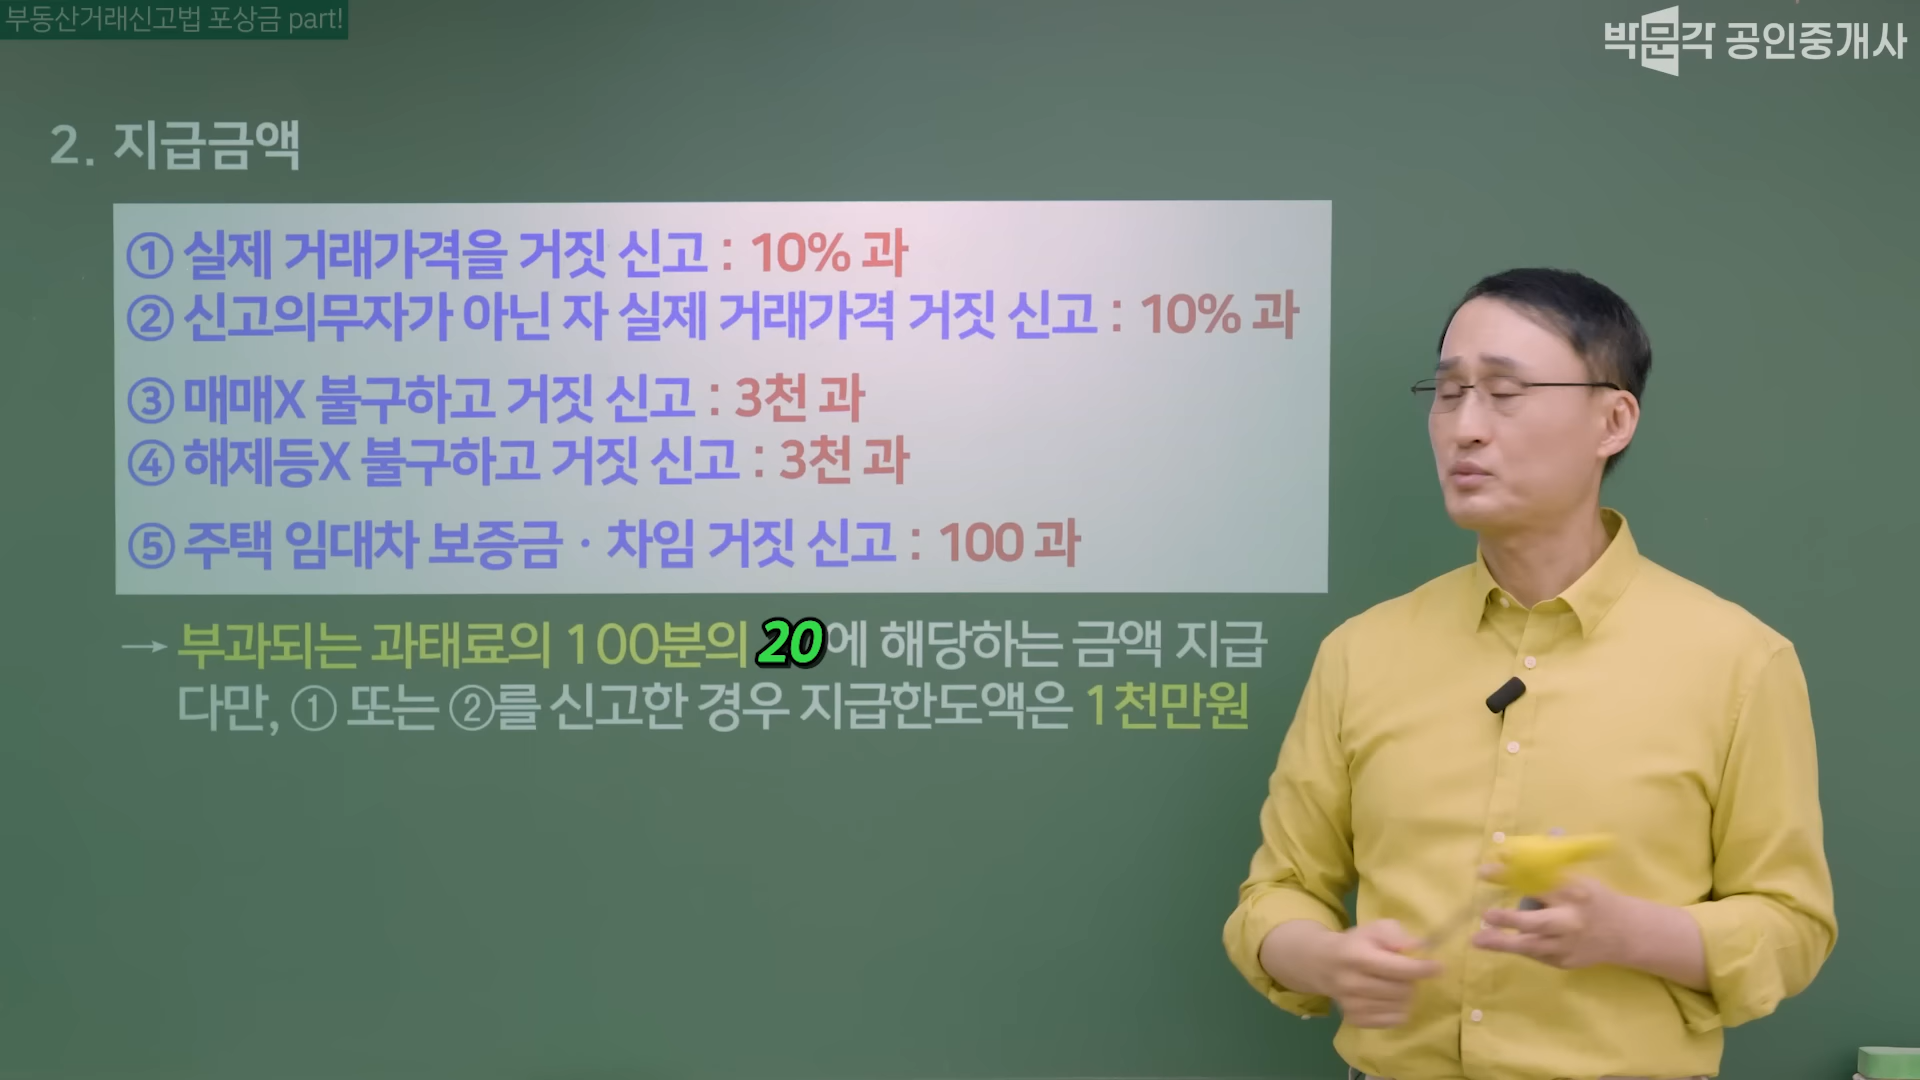 부동산거래신고법 포상금 part!
박문각 공인중개사
2. 지급금액
① 실제 거래가격을 거짓 신고 : 10% 과
② 신고의무자가 아닌 자 실제 거래가격 거짓 신고 : 10% 과
③ 매매X 불구하고 거짓 신고 : 3천 과
④ 해제등X 불구하고 거짓 신고 : 3천 과
⑤ 주택 임대차 보증금 · 차임 거짓 신고 : 100 과
→ 부과되는 과태료의 100분의 20에 해당하는 금액 지급
다만, ① 또는 ②를 신고한 경우 지급한도액은 1천만원